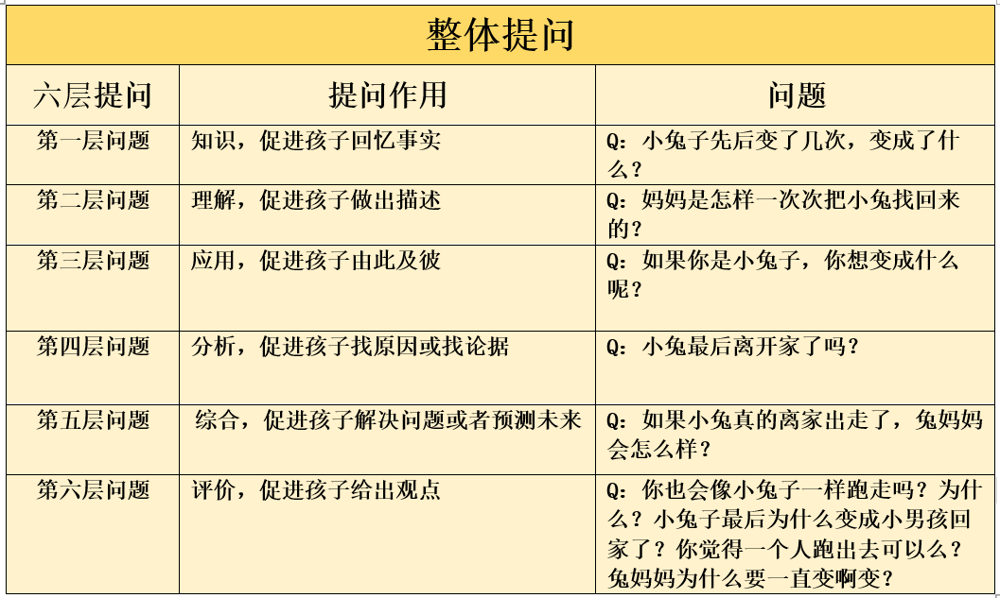 整体提问
六层提问 提问作用 问题
第一层问题 知识，促进孩子回忆事实 Q：小兔子先后变了几次，变成了什
么？
第二层问题 理解，促进孩子做出描述 Q：妈妈是怎样一次次把小兔找回来
的？
第三层问题 应用，促进孩子由此及彼 Q：如果你是小兔子，你想变成什么
呢？
第四层问题 分析，促进孩子找原因或找论据 Q：小兔最后离开家了吗？
第五层问题 综合，促进孩子解决问题或者预测未来 Q：如果小兔真的离家出走了，兔妈妈
会怎么样？
第六层问题 评价，促进孩子给出观点 Q：你也会像小兔子一样跑走吗？为什
么？小兔子最后为什么变成小男孩回
家了？你觉得一个人跑出去可以么？
兔妈妈为什么要一直变啊变？